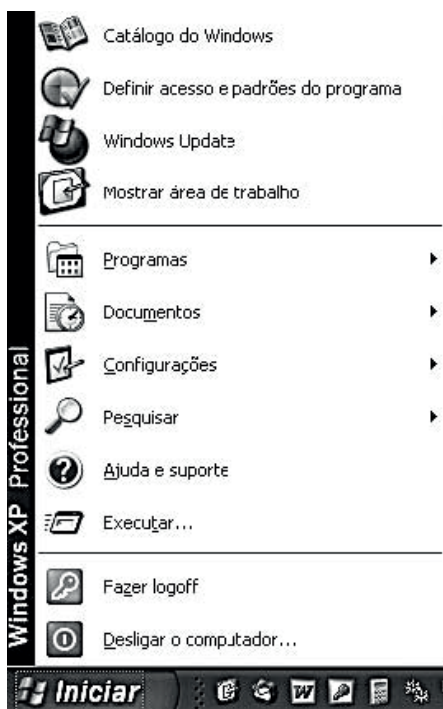 Catálogo do Windows
Definir acesso e padrões do programa
Windows Update
Mostrar área de trabalho
Programas
Documentos
Configurações
Pesquisar
Ajuda e suporte
Executar...
Fazer logoff
Desligar o computador...
Windows XP Professional
Iniciar